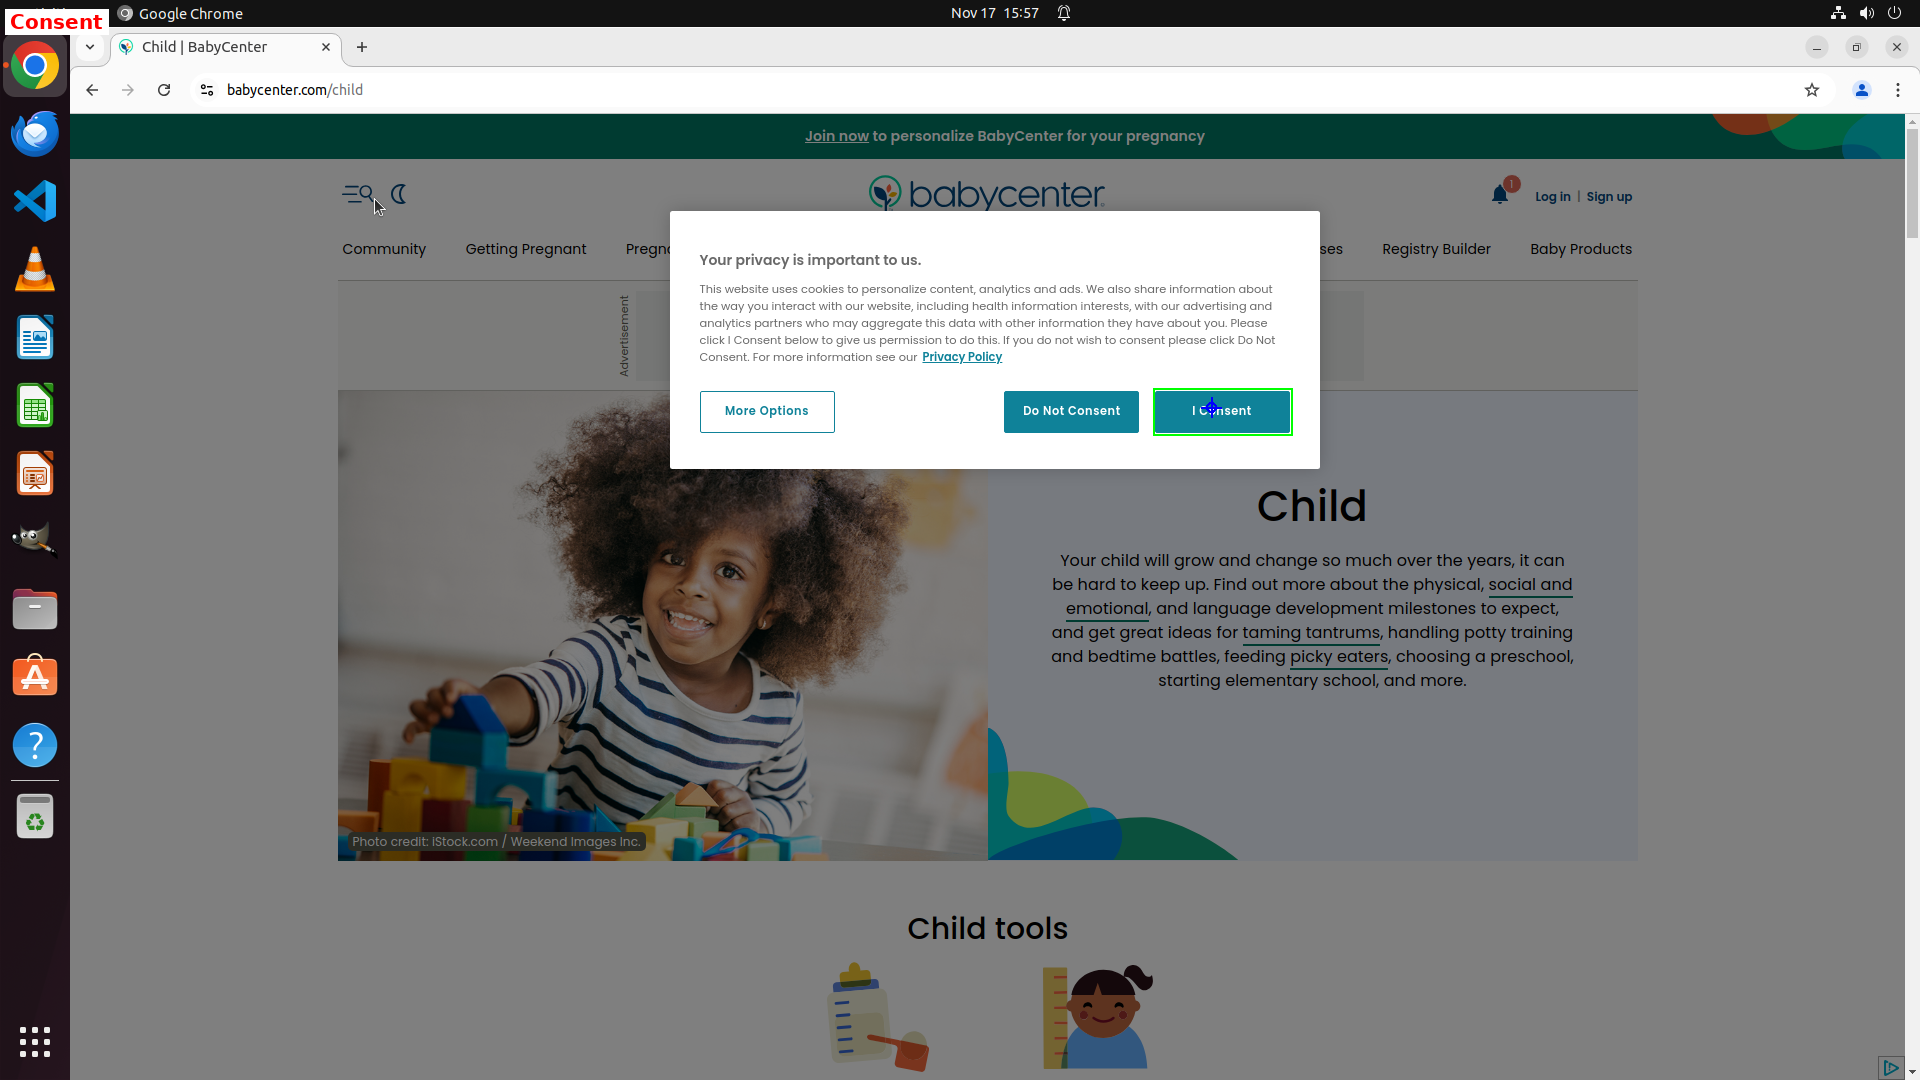 Consent
Google Chrome
Nov 17 15:57
Child | BabyCenter
babycenter.com/child
Join now to personalize BabyCenter for your pregnancy
babycenter
1
Log in | Sign up
Community
Getting Pregnant
Registry Builder
Baby Products
Advertisement
Your privacy is important to us.
This website uses cookies to personalize content, analytics and ads. We also share information about
the way you interact with our website, including health information interests, with our advertising and
analytics partners who may aggregate this data with other information they have about you. Please
click I Consent below to give us permission to do this. If you do not wish to consent please click Do Not
Consent. For more information see our Privacy Policy
More Options
Do Not Consent
I Consent
Child
Your child will grow and change so much over the years, it can
be hard to keep up. Find out more about the physical, social and
emotional, and language development milestones to expect,
and get great ideas for taming tantrums, handling potty training
and bedtime battles, feeding picky eaters, choosing a preschool,
starting elementary school, and more.
Photo credit: iStock.com / Weekend Images Inc.
Child tools